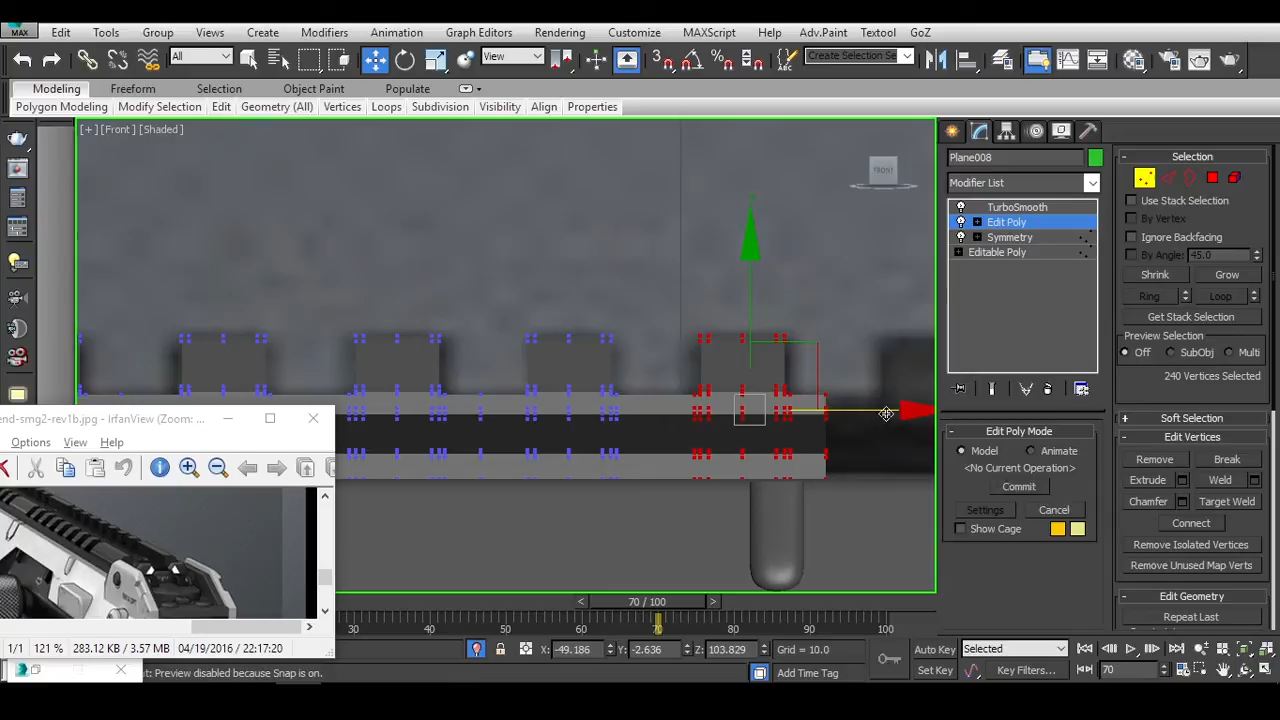 MAX Edit Tools Group Views Create Modifiers Animation Graph Editors Rendering Customize MAXScript Help Adv.Paint Textool GoZ
All View 3 Create Selection Se
Modeling Freeform Selection Object Paint Populate
Polygon Modeling Modify Selection Edit Geometry (All) Vertices Loops Subdivision Visibility Align Properties
[+] [Front] [Shaded]
FRONT
Plane008
Modifier List
TurboSmooth
Edit Poly
Symmetry
Editable Poly
Selection
Use Stack Selection
By Vertex
Ignore Backfacing
By Angle: 45.0
Shrink Grow
Ring Loop
Get Stack Selection
Preview Selection
Off SubObj Multi
240 Vertices Selected
Soft Selection
Edit Vertices
Remove Break
Extrude Weld
Chamfer Target Weld
Connect
Remove Isolated Vertices
Remove Unused Map Verts
Edit Geometry
Repeat Last
Edit Poly Mode
Model Animate
<No Current Operation>
Commit
Settings Cancel
Show Cage
end-smg2-rev1b.jpg - IrfanView (Zoom: ...
Options View Help
1/1 121 % 283.12 KB / 3.57 MB 04/19/2016 / 22:17:20
< 70 / 100 >
30 40 50 60 70 80 90 100
X: -49.186 Y: -2.636 Z: 103.829 Grid = 10.0
Auto Key Selected
Set Key Key Filters... 70
t: Preview disabled because Snap is on.
Add Time Tag